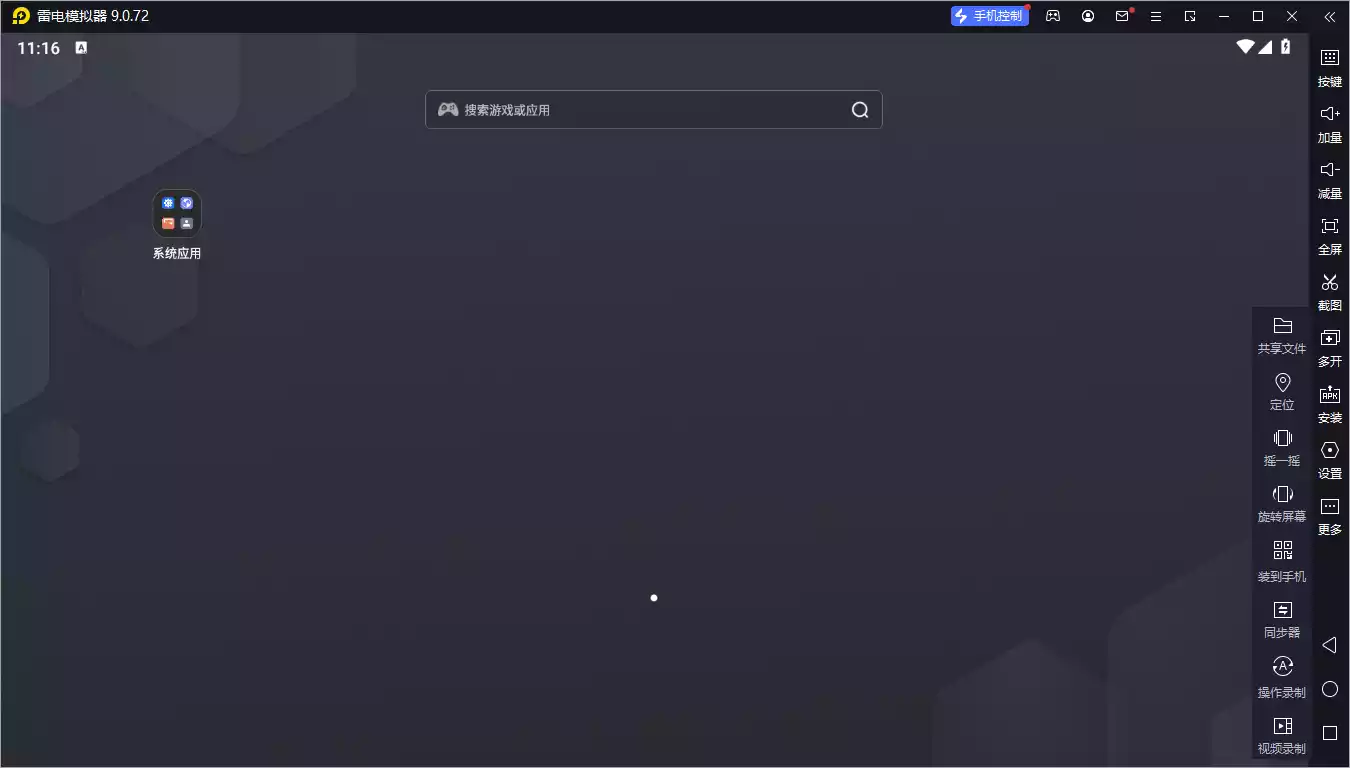 雷电模拟器 9.0.72
手机控制
11:16
A
搜索游戏或应用
系统应用
按键
加量
减量
全屏
截图
多开
APK
安装
设置
更多
共享文件
定位
摇一摇
旋转屏幕
装到手机
同步器
A
操作录制
视频录制